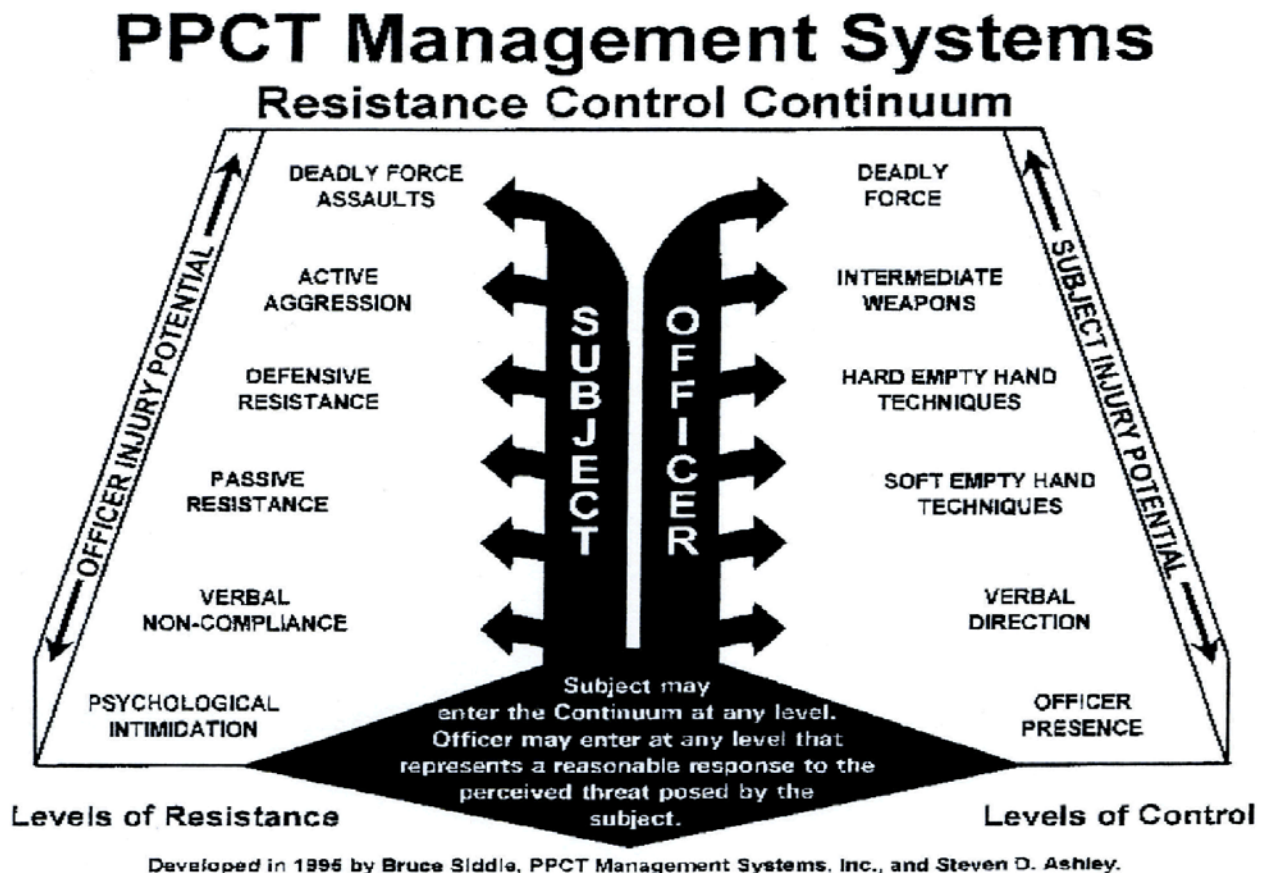 PPCT Management Systems
Resistance Control Continuum
OFFICER INJURY POTENTIAL
DEADLY FORCE
ASSAULTS
ACTIVE
AGGRESSION
DEFENSIVE
RESISTANCE
PASSIVE
RESISTANCE
VERBAL
NON-COMPLIANCE
PSYCHOLOGICAL
INTIMIDATION
SUBJECT
OFFICER
DEADLY
FORCE
INTERMEDIATE
WEAPONS
HARD EMPTY HAND
TECHNIQUES
SOFT EMPTY HAND
TECHNIQUES
VERBAL
DIRECTION
OFFICER
PRESENCE
SUBJECT INJURY POTENTIAL
Subject may
enter the Continuum at any level.
Officer may enter at any level that
represents a reasonable response to the
perceived threat posed by the
subject.
Levels of Resistance
Levels of Control
Developed in 1995 by Bruce Siddle, PPCT Management Systems, Inc., and Steven D. Ashley.